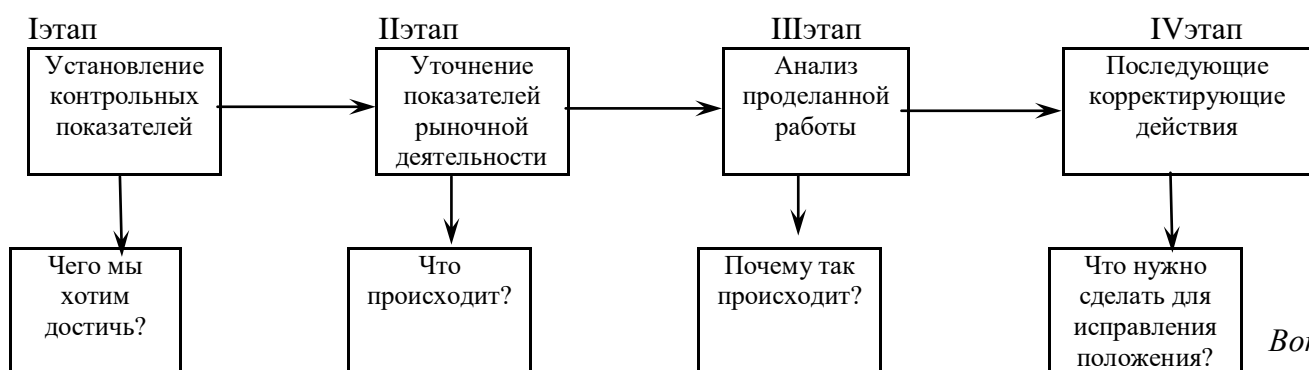 Iэтап
IIэтап
IIIэтап
IVэтап
Установление
контрольных
показателей
Уточнение
показателей
рыночной
деятельности
Анализ
проделанной
работы
Последующие
корректирующие
действия
Чего мы
хотим
достичь?
Что
происходит?
Почему так
происходит?
Что нужно
сделать для
исправления
положения?